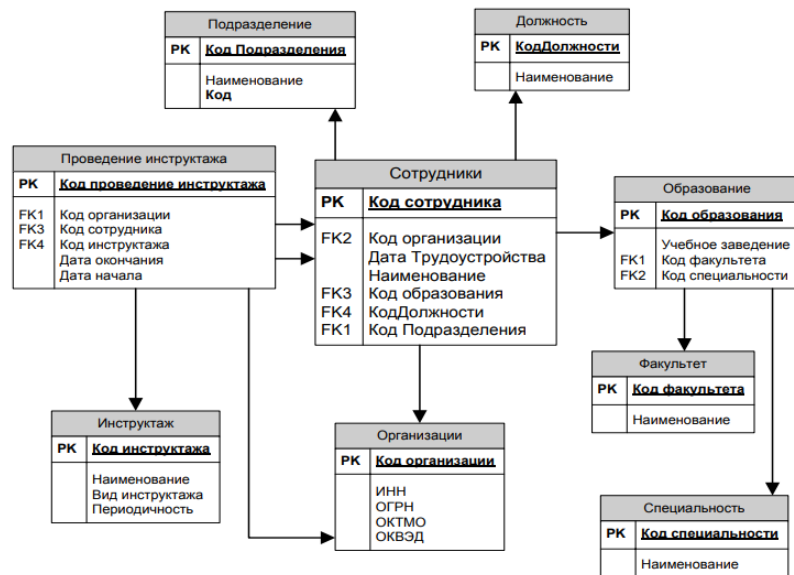 Подразделение
PK Код Подразделения
Наименование
Код
Должность
PK КодДолжности
Наименование
Проведение инструктажа
PK Код проведение инструктажа
FK1 Код организации
FK3 Код сотрудника
FK4 Код инструктажа
Дата окончания
Дата начала
Сотрудники
PK Код сотрудника
FK2 Код организации
Дата Трудоустройства
Наименование
FK3 Код образования
FK4 КодДолжности
FK1 Код Подразделения
Образование
PK Код образования
Учебное заведение
FK1 Код факультета
FK2 Код специальности
Факультет
PK Код факультета
Наименование
Инструктаж
PK Код инструктажа
Наименование
Вид инструктажа
Периодичность
Организации
PK Код организации
ИНН
ОГРН
ОКТМО
ОКВЭД
Специальность
PK Код специальности
Наименование